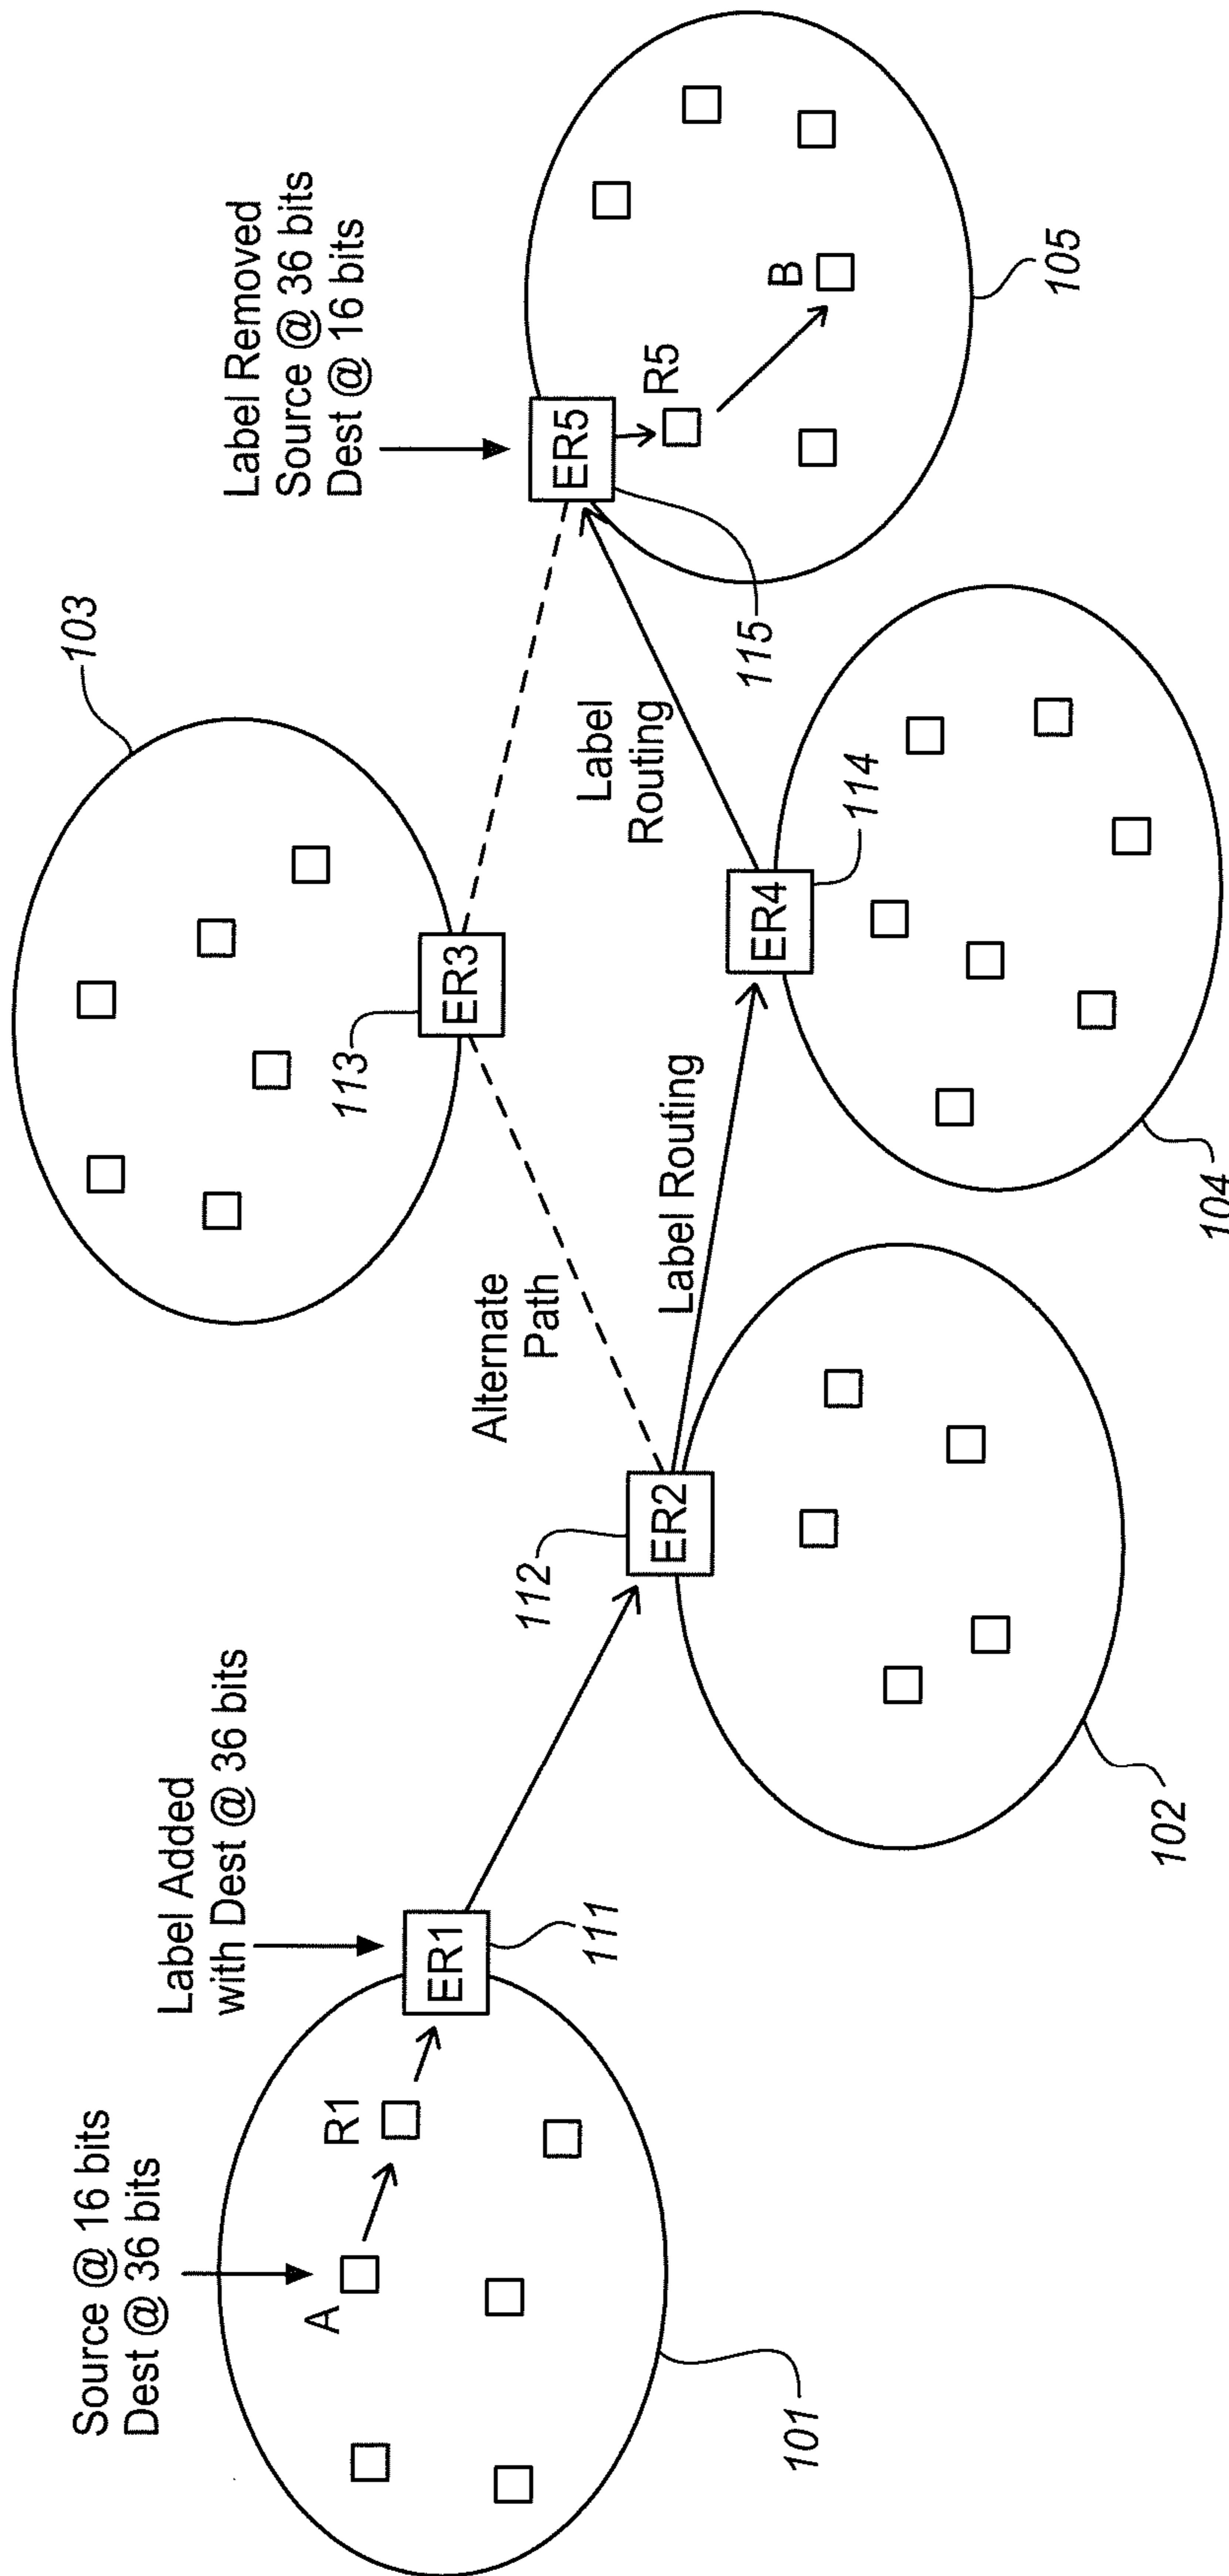 Source @ 16 bits
Dest @ 36 bits
A
R1
101
Label Added
with Dest @ 36 bits
ER1
111
112
ER2
102
Alternate
Path
Label Routing
103
113
ER3
ER4
114
104
Label
Routing
Label Removed
Source @ 36 bits
Dest @ 16 bits
ER5
115
R5
B
105